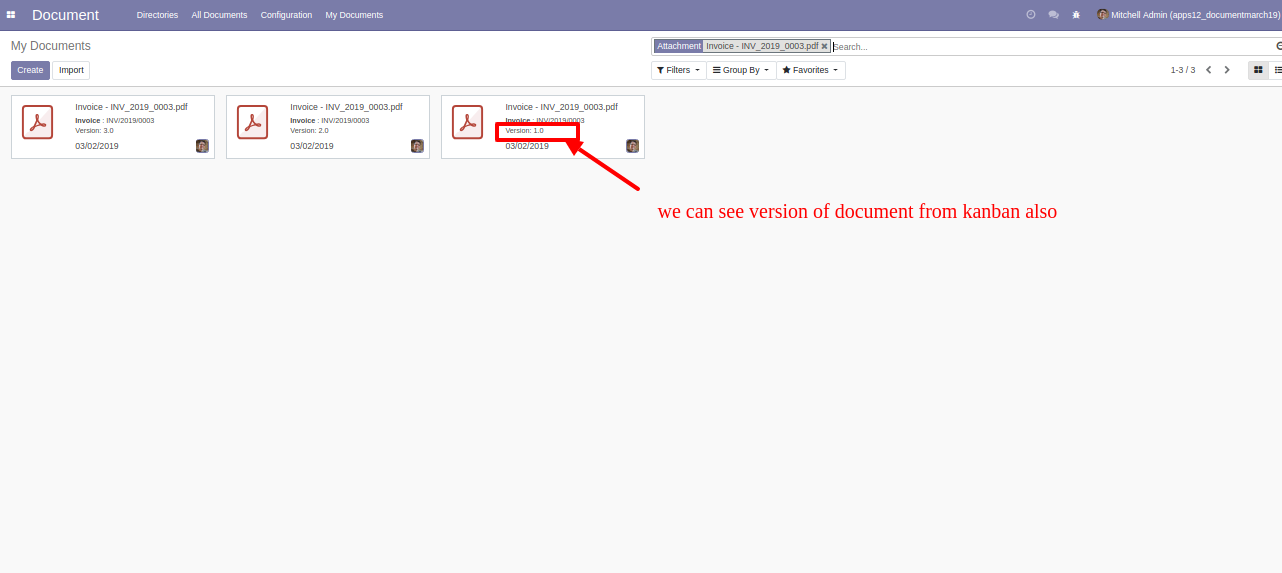 Document Directories All Documents Configuration My Documents Mitchell Admin (apps12_documentmarch19)
My Documents
Attachment Invoice - INV_2019_0003.pdf Search...
Create Import
Filters Group By Favorites 1-3 / 3
Invoice - INV_2019_0003.pdf
Invoice : INV/2019/0003
Version: 3.0
03/02/2019
Invoice - INV_2019_0003.pdf
Invoice : INV/2019/0003
Version: 2.0
03/02/2019
Invoice - INV_2019_0003.pdf
Invoice : INV/2019/0003
Version: 1.0
03/02/2019
we can see version of document from kanban also